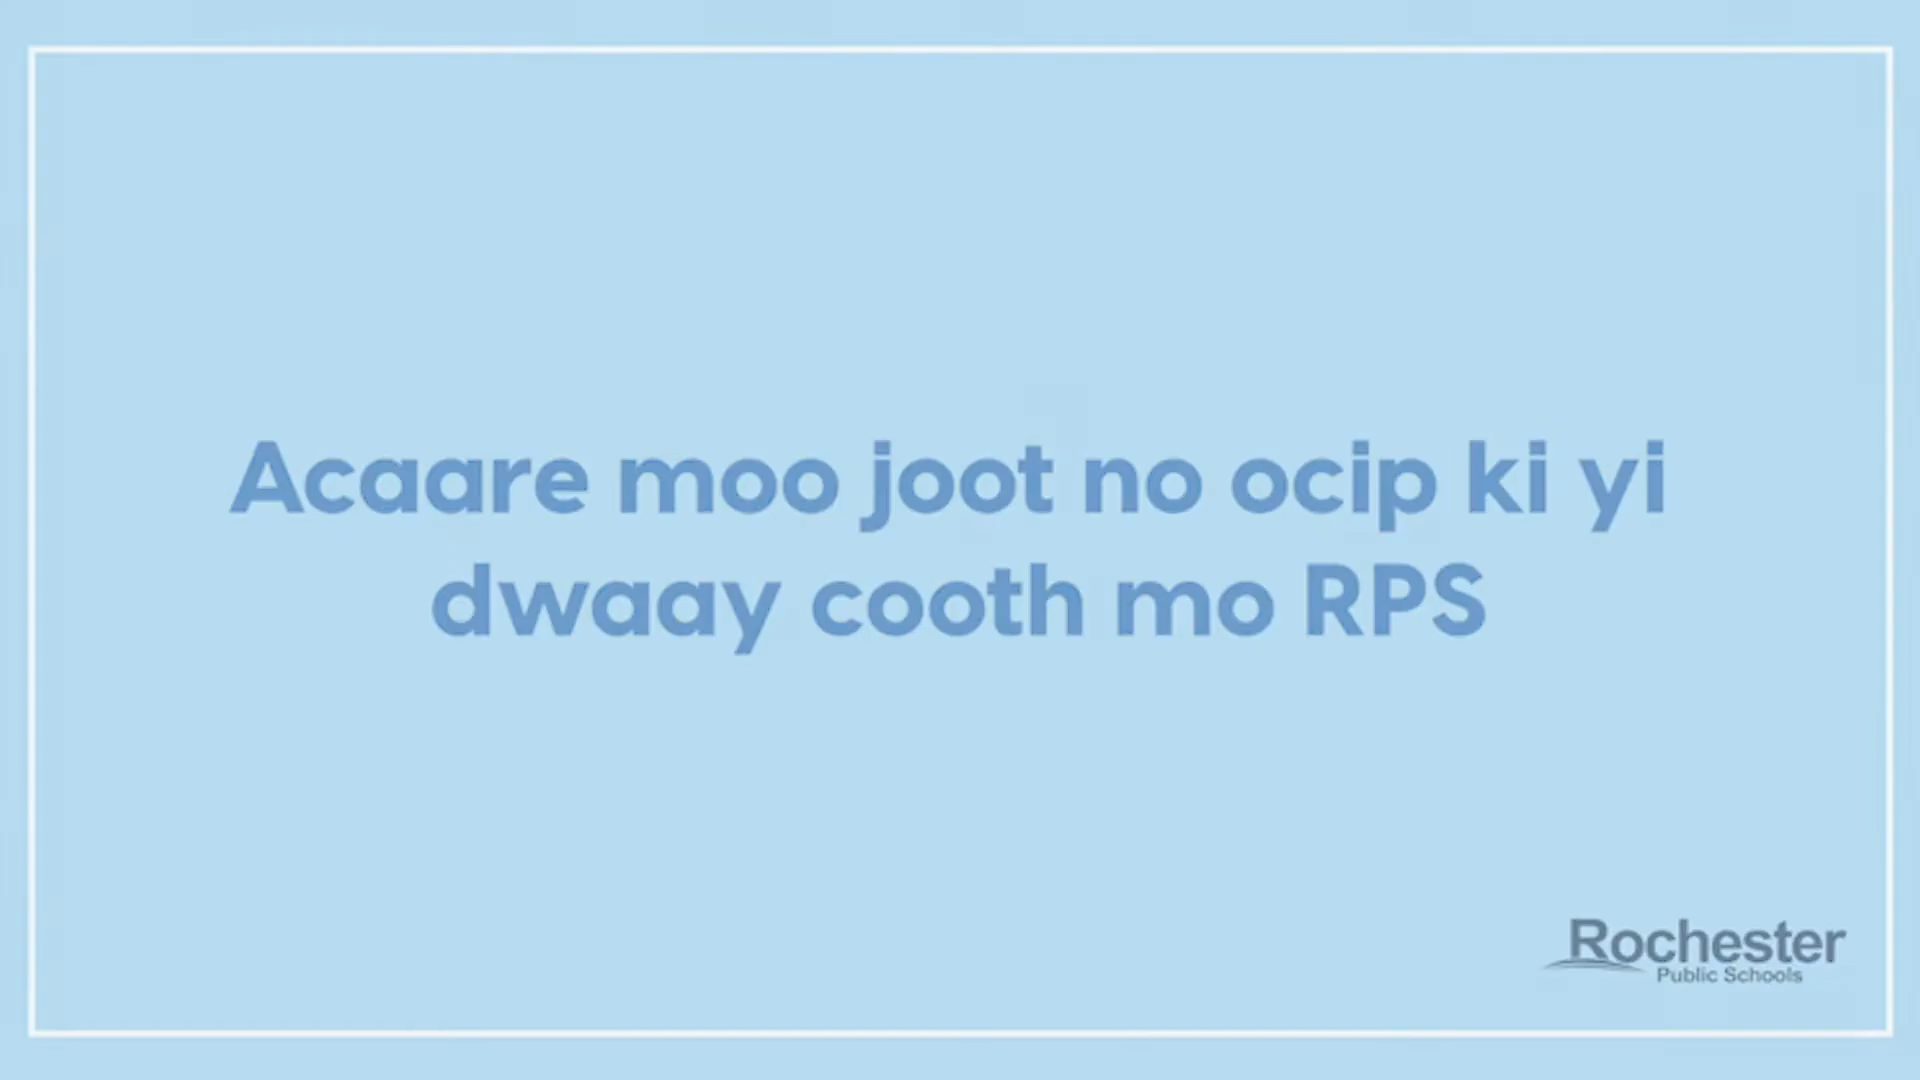 Acaare moo joot no ocip ki yi
dwaay cooth mo RPS
Rochester
Public Schools